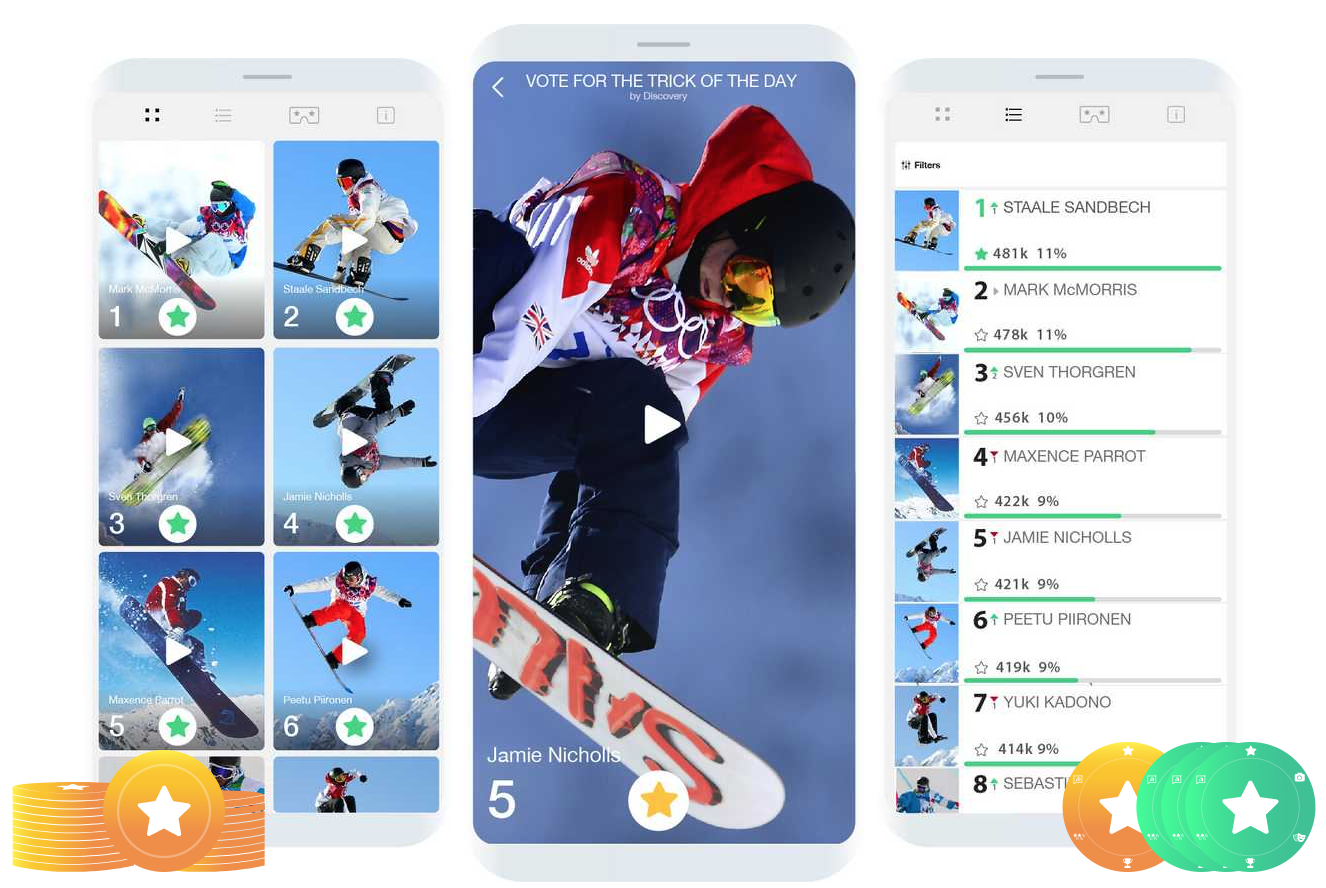 Mark McMorris
1
Staale Sandbech
2
Sven Thorgren
3
Jamie Nicholls
4
Maxence Parrot
5
Peetu Piironen
6
VOTE FOR THE TRICK OF THE DAY
by Discovery
adidas
Jamie Nicholls
5
Filters
1 STAALE SANDBECH
481k 11%
2 MARK McMORRIS
478k 11%
3 2 SVEN THORGREN
456k 10%
4 MAXENCE PARROT
422k 9%
5 JAMIE NICHOLLS
421k 9%
6 PEETU PIIRONEN
419k 9%
7 YUKI KADONO
414k 9%
8 SEBASTI